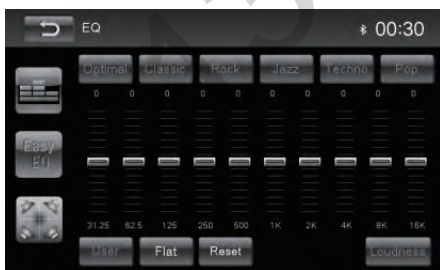 EQ 00:30
Optimal Classic Rock Jazz Techno Pop
0 0 0 0 0 0 0 0 0 0
Easy
EQ
31.25 62.5 125 250 500 1K 2K 4K 8K 16K
User Flat Reset Loudness